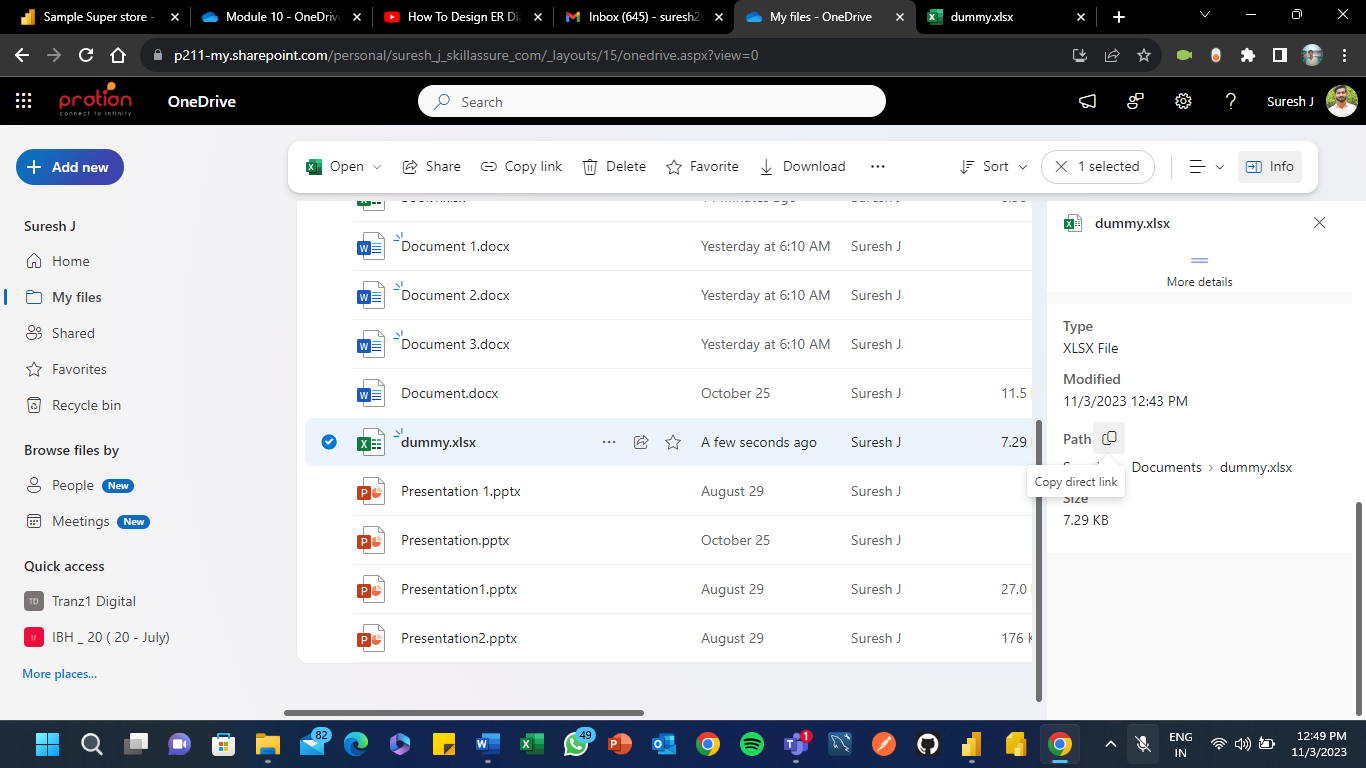 Sample Super store -
Module 10 - OneDrive
How To Design ER Di
Inbox (645) - suresh2
My files - OneDrive
dummy.xlsx
p211-my.sharepoint.com/personal/suresh_j_skillassure_com/_layouts/15/onedrive.aspx?view=0
pratian
connect to infinity
OneDrive
Search
Suresh J
Add new
Open
Share
Copy link
Delete
Favorite
Download
Sort
1 selected
Info
Suresh J
Home
My files
Shared
Favorites
Recycle bin
Browse files by
People New
Meetings New
Quick access
TD Tranz1 Digital
IBH _ 20 ( 20 - July)
More places...
Document 1.docx Yesterday at 6:10 AM Suresh J
Document 2.docx Yesterday at 6:10 AM Suresh J
Document 3.docx Yesterday at 6:10 AM Suresh J
Document.docx October 25 Suresh J 11.5
dummy.xlsx A few seconds ago Suresh J 7.29
Presentation 1.pptx August 29 Suresh J
Presentation.pptx October 25 Suresh J
Presentation1.pptx August 29 Suresh J 27.0
Presentation2.pptx August 29 Suresh J 176
dummy.xlsx
More details
Type
XLSX File
Modified
11/3/2023 12:43 PM
Path
Documents > dummy.xlsx
Copy direct link
Size
7.29 KB
82
49
1
ENG
IN
12:49 PM
11/3/2023